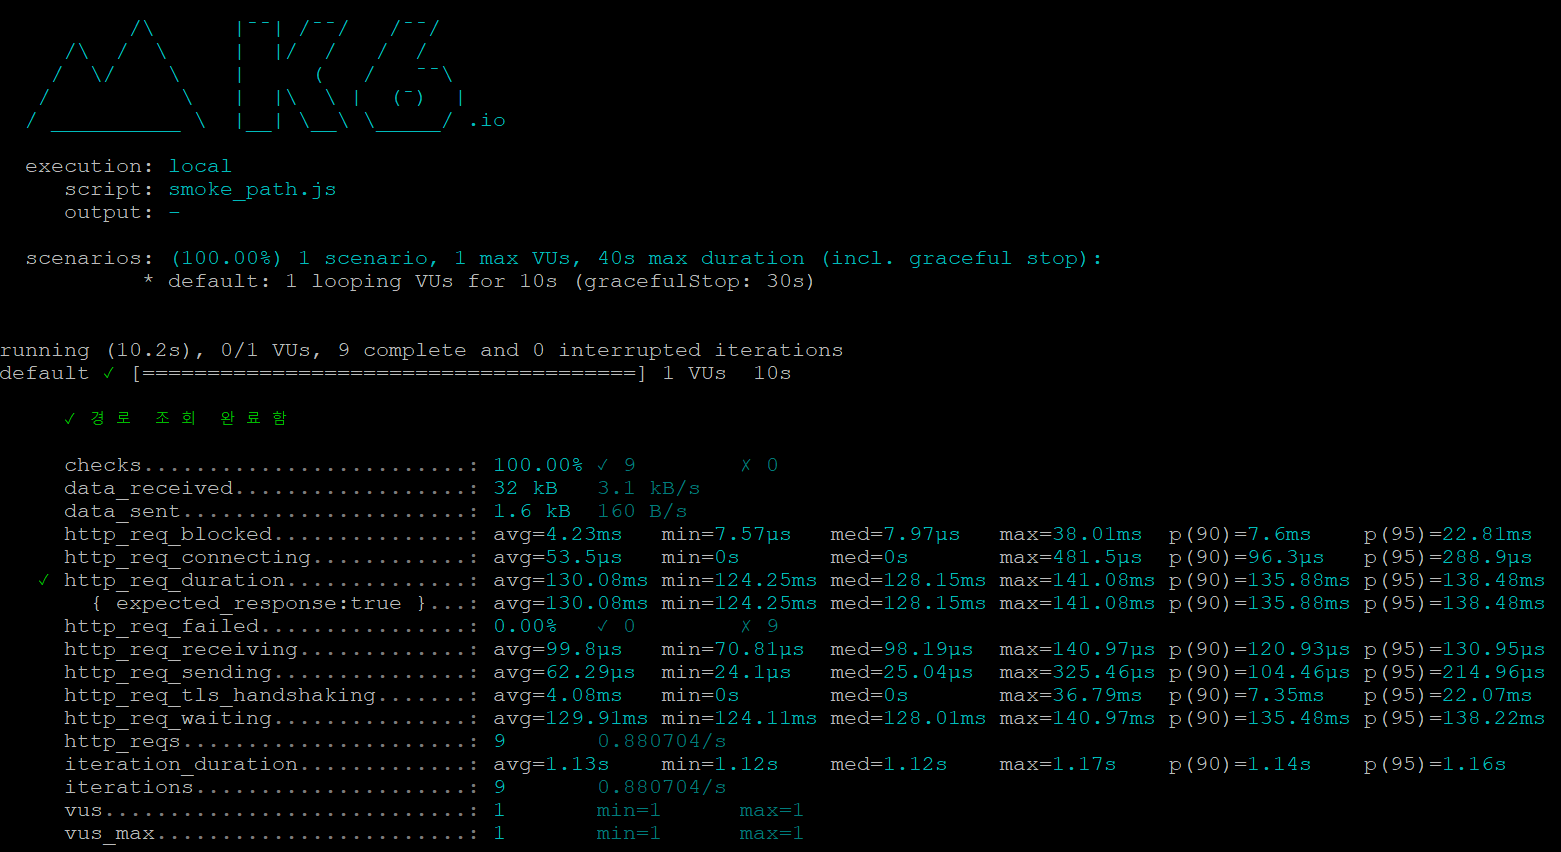 /\      |‾‾| /‾‾/   /‾‾/
     /\  /  \     |  |/  /   /  /
    /  \/    \    |     (   /   ‾‾\
   /          \   |  |\  \ |  (‾)  |
  / __________ \  |__| \__\ \_____/ .io

  execution: local
     script: smoke_path.js
     output: -

  scenarios: (100.00%) 1 scenario, 1 max VUs, 40s max duration (incl. graceful stop):
           * default: 1 looping VUs for 10s (gracefulStop: 30s)

running (10.2s), 0/1 VUs, 9 complete and 0 interrupted iterations
default ✓ [======================================] 1 VUs  10s

     ✓ 경로 조회 완료함

     checks.........................: 100.00% ✓ 9        ✗ 0
     data_received..................: 32 kB   3.1 kB/s
     data_sent......................: 1.6 kB  160 B/s
     http_req_blocked...............: avg=4.23ms   min=7.57µs   med=7.97µs   max=38.01ms  p(90)=7.6ms    p(95)=22.81ms
     http_req_connecting............: avg=53.5µs   min=0s       med=0s       max=481.5µs  p(90)=96.3µs   p(95)=288.9µs
   ✓ http_req_duration..............: avg=130.08ms min=124.25ms med=128.15ms max=141.08ms p(90)=135.88ms p(95)=138.48ms
       { expected_response:true }...: avg=130.08ms min=124.25ms med=128.15ms max=141.08ms p(90)=135.88ms p(95)=138.48ms
     http_req_failed................: 0.00%   ✓ 0        ✗ 9
     http_req_receiving.............: avg=99.8µs   min=70.81µs  med=98.19µs  max=140.97µs p(90)=120.93µs p(95)=130.95µs
     http_req_sending...............: avg=62.29µs  min=24.1µs   med=25.04µs  max=325.46µs p(90)=104.46µs p(95)=214.96µs
     http_req_tls_handshaking.......: avg=4.08ms   min=0s       med=0s       max=36.79ms  p(90)=7.35ms   p(95)=22.07ms
     http_req_waiting...............: avg=129.91ms min=124.11ms med=128.01ms max=140.97ms p(90)=135.48ms p(95)=138.22ms
     http_reqs......................: 9       0.880704/s
     iteration_duration.............: avg=1.13s    min=1.12s    med=1.12s    max=1.17s    p(90)=1.14s    p(95)=1.16s
     iterations.....................: 9       0.880704/s
     vus............................: 1       min=1      max=1
     vus_max........................: 1       min=1      max=1